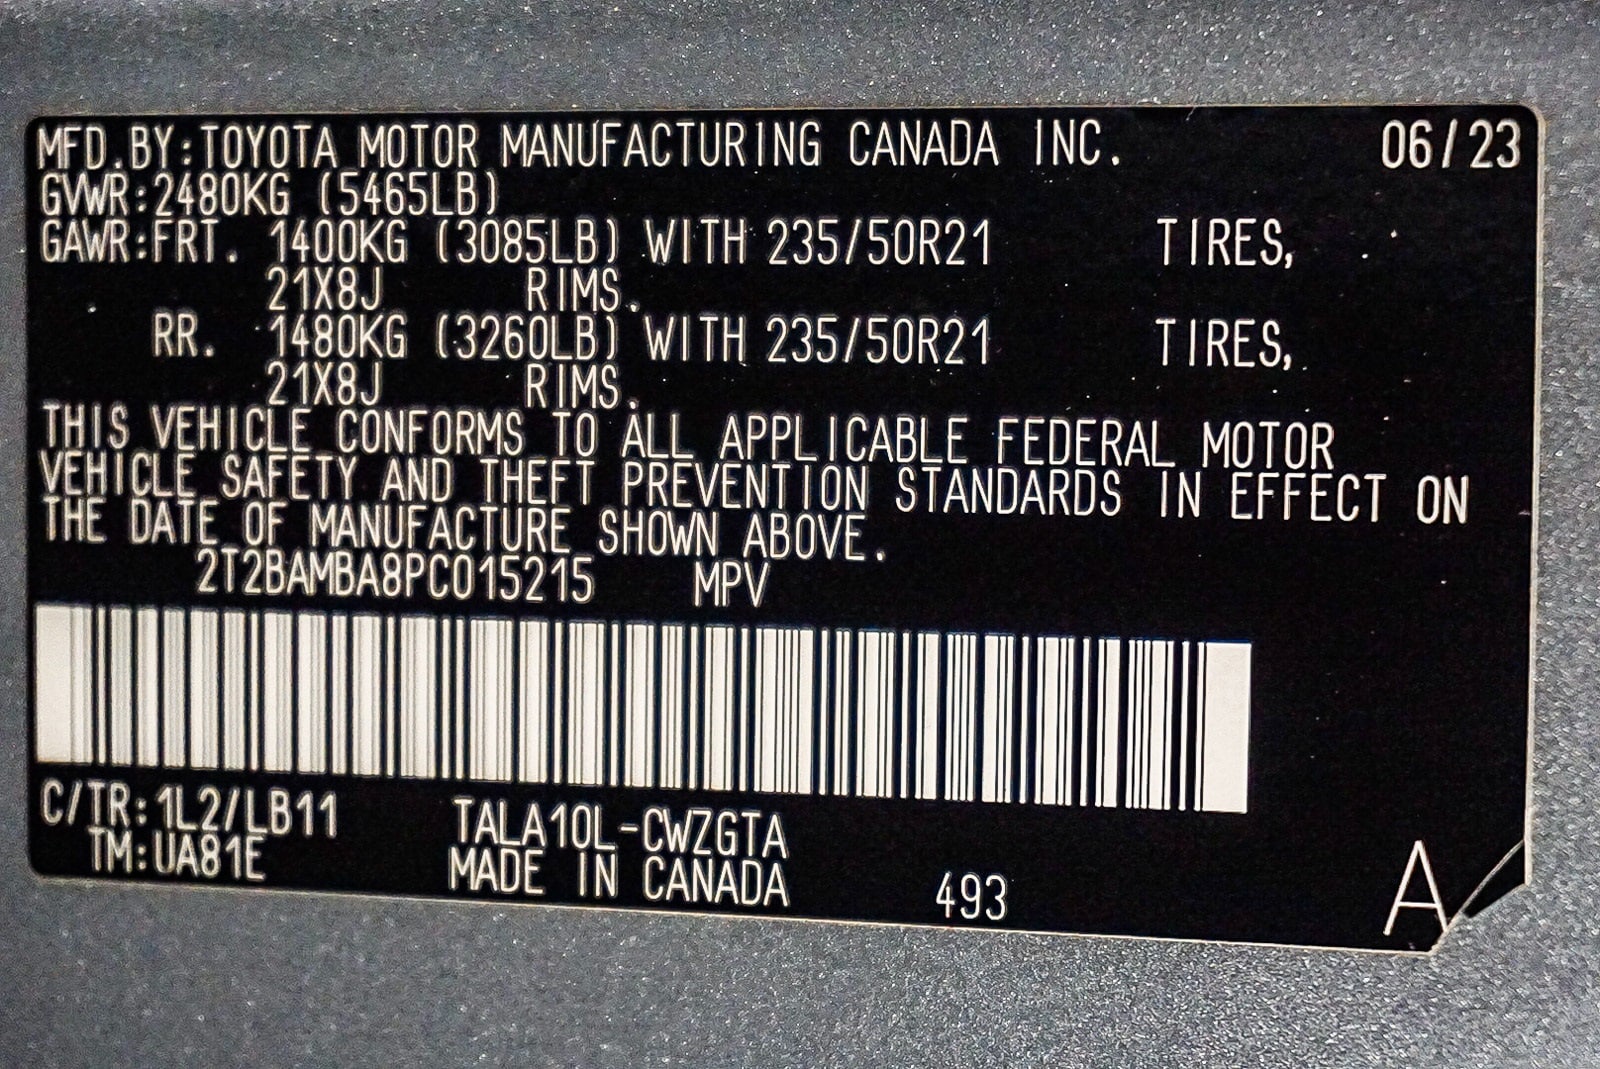 MFD.BY:TOYOTA MOTOR MANUFACTURING CANADA INC. 06/23
GVWR:2480KG (5465LB)
GAWR:FRT. 1400KG (3085LB) WITH 235/50R21 TIRES,
21X8J RIMS.
RR. 1480KG (3260LB) WITH 235/50R21 TIRES,
21X8J RIMS.
THIS VEHICLE CONFORMS TO ALL APPLICABLE FEDERAL MOTOR
VEHICLE SAFETY AND THEFT PREVENTION STANDARDS IN EFFECT ON
THE DATE OF MANUFACTURE SHOWN ABOVE.
2T2BAMBA8PC015215 MPV
C/TR:1L2/LB11 TALA10L-CWZGTA
TM:UA81E MADE IN CANADA 493 A